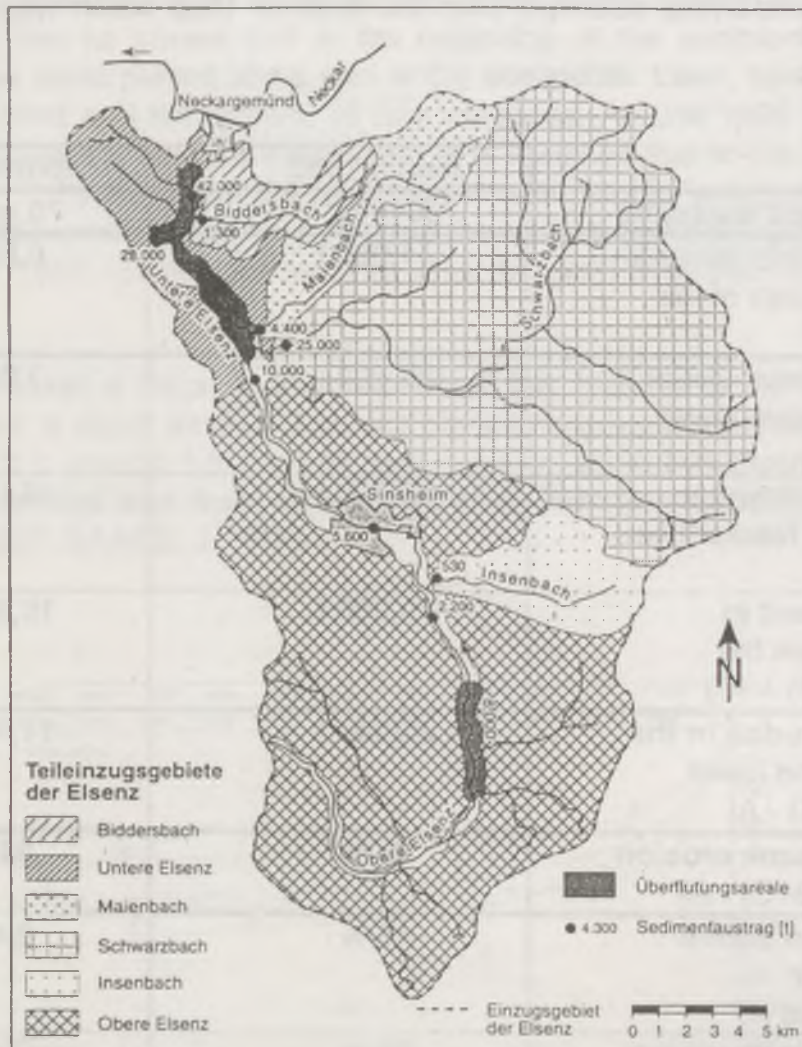 Neckargemünd
Neckar
42.000
Biddersbach
1.300
28.000
Untere Elsenz
Maienbach
Schwarzbach
4.400
25.000
10.000
Sinsheim
5.600
530
Insenbach
2.200
N
Obere Elsenz
Teileinzugsgebiete
der Elsenz
Biddersbach
Untere Elsenz
Maienbach
Schwarzbach
Insenbach
Obere Elsenz
Überflutungsareale
4.300 Sedimentaustrag [t]
Einzugsgebiet
der Elsenz
0 1 2 3 4 5 km